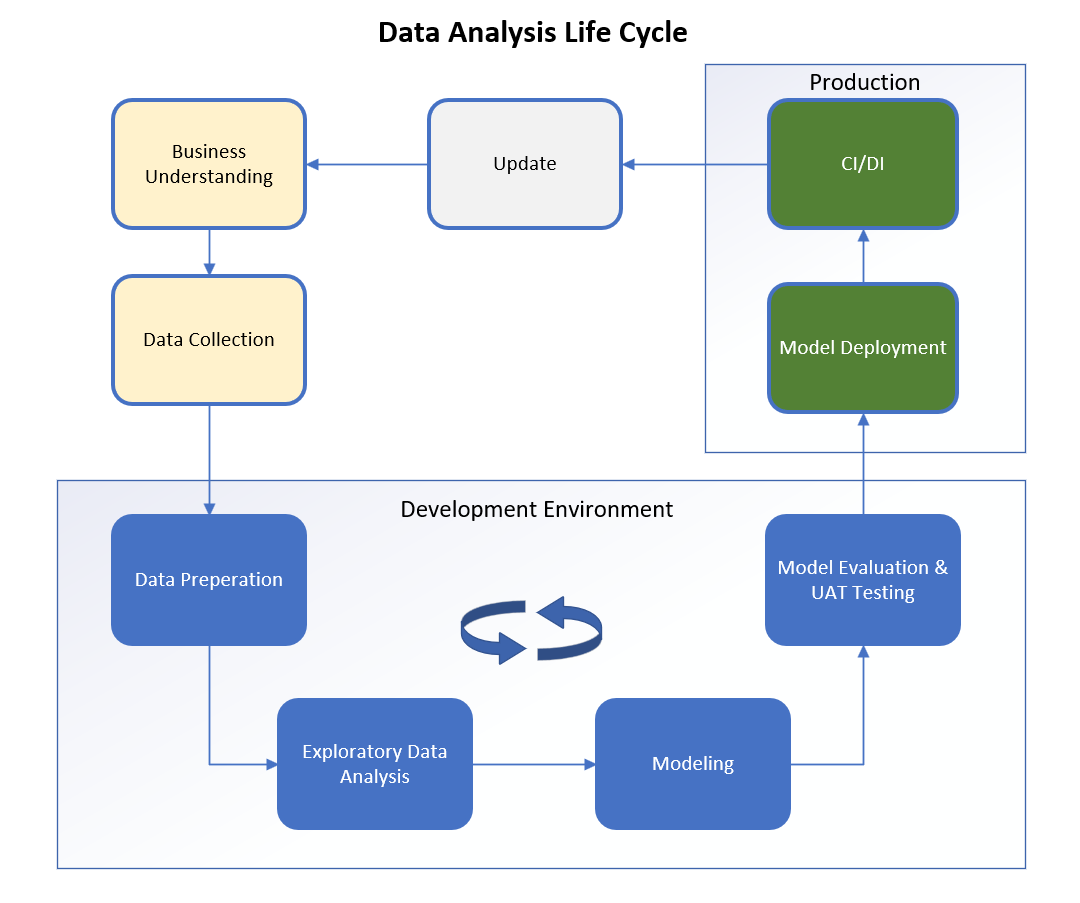 Data Analysis Life Cycle
Production
Business
Understanding
Update
CI/DI
Data Collection
Model Deployment
Development Environment
Data Preperation
Model Evaluation &
UAT Testing
Exploratory Data
Analysis
Modeling